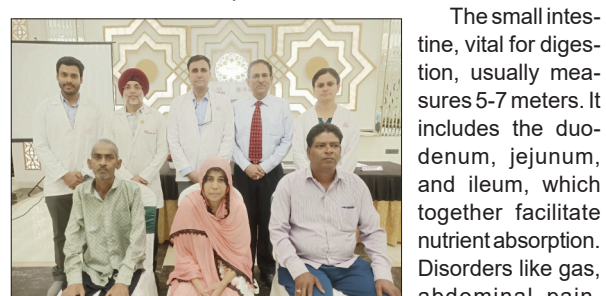 The small intes-
tine, vital for diges-
tion, usually mea-
sures 5-7 meters. It
includes the duo-
denum, jejunum,
and ileum, which
together facilitate
nutrient absorption.
Disorders like gas,
abdominal pain,